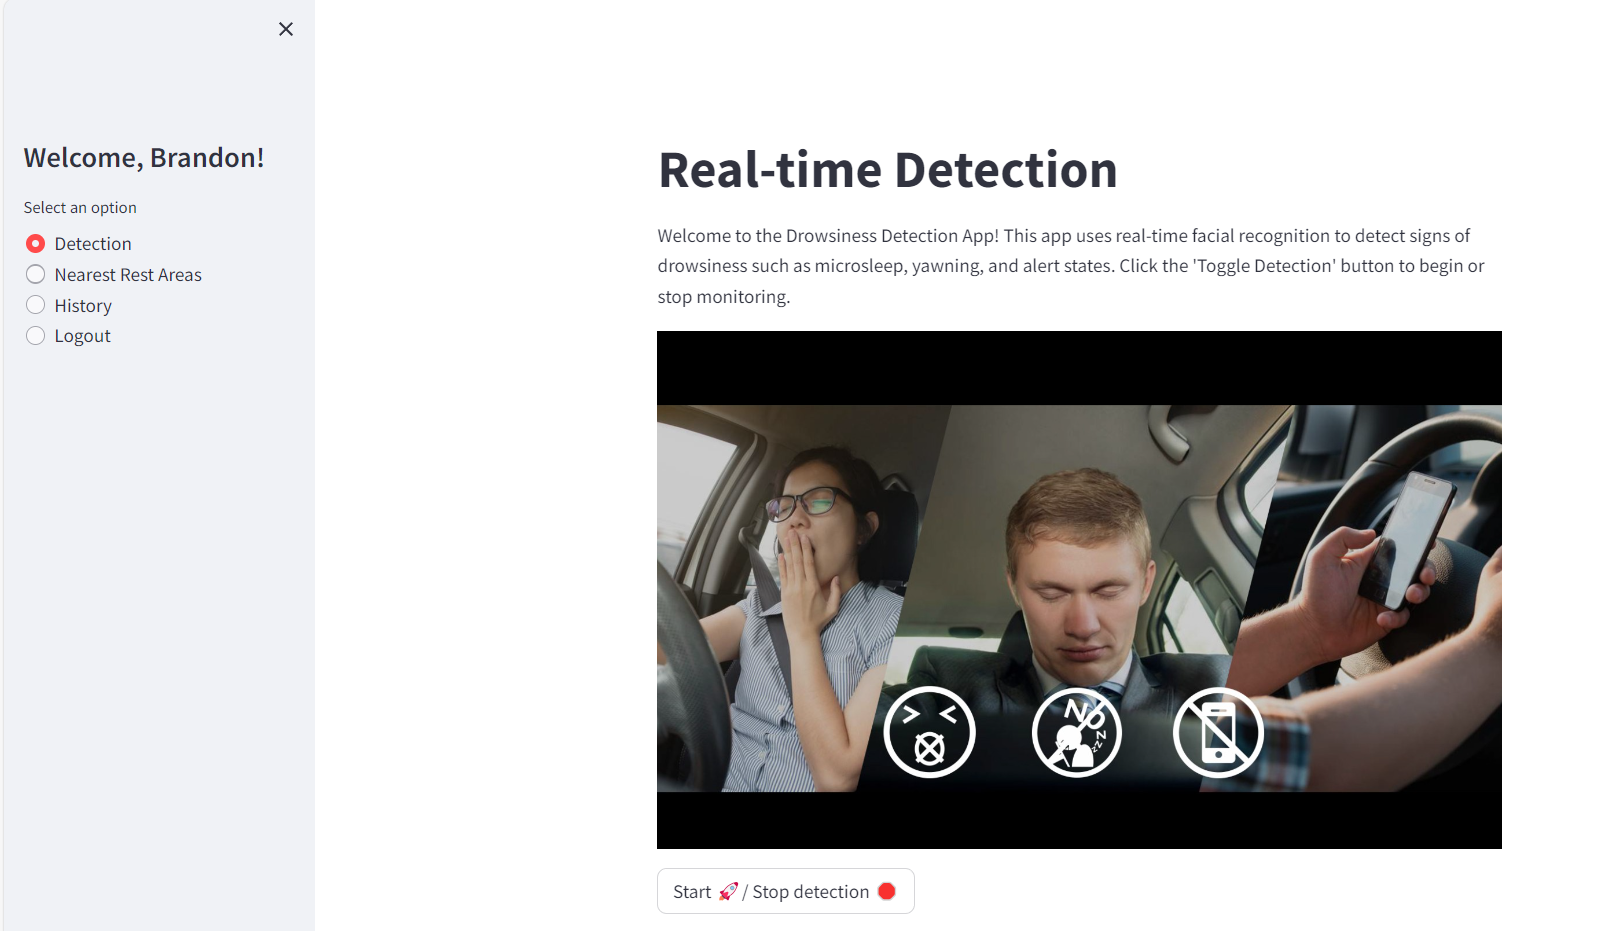 Welcome, Brandon!
Select an option
Detection
Nearest Rest Areas
History
Logout
Real-time Detection
Welcome to the Drowsiness Detection App! This app uses real-time facial recognition to detect signs of
drowsiness such as microsleep, yawning, and alert states. Click the 'Toggle Detection' button to begin or
stop monitoring.
NO
zzZ
Start 🚀/ Stop detection 🛑